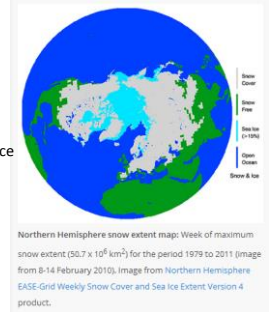 Snow
Cover
Snow
Free
Sea Ice
(>10%)
Open
Ocean
Snow & Ice
ce
Northern Hemisphere snow extent map: Week of maximum
snow extent (50.7 x 10⁶ km²) for the period 1979 to 2011 (image
from 8-14 February 2010). Image from Northern Hemisphere
EASE-Grid Weekly Snow Cover and Sea Ice Extent Version 4
product.